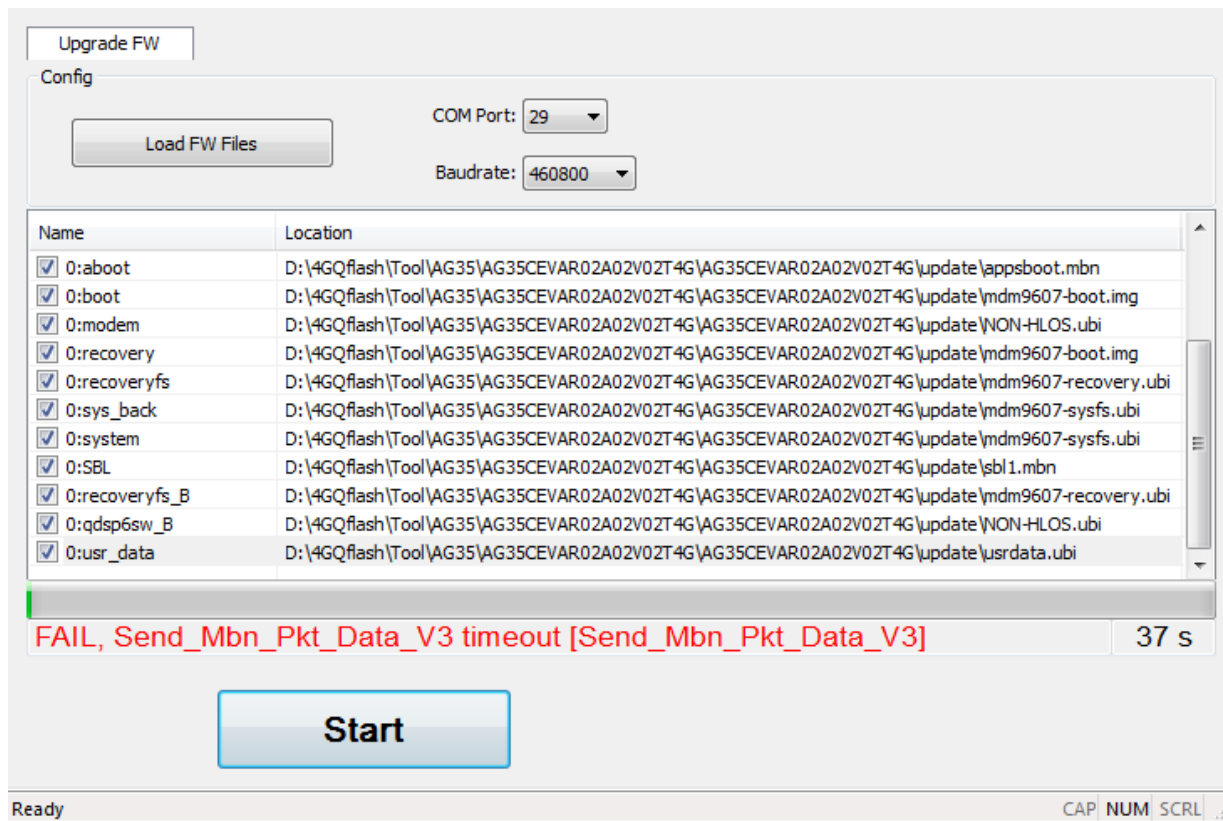 Upgrade FW
Config
Load FW Files
COM Port: 29
Baudrate: 460800
Name Location
0:aboot D:\4GQflash\Tool\AG35\AG35CEVAR02A02V02T4G\AG35CEVAR02A02V02T4G\update\appsboot.mbn
0:boot D:\4GQflash\Tool\AG35\AG35CEVAR02A02V02T4G\AG35CEVAR02A02V02T4G\update\mdm9607-boot.img
0:modem D:\4GQflash\Tool\AG35\AG35CEVAR02A02V02T4G\AG35CEVAR02A02V02T4G\update\NON-HLOS.ubi
0:recovery D:\4GQflash\Tool\AG35\AG35CEVAR02A02V02T4G\AG35CEVAR02A02V02T4G\update\mdm9607-boot.img
0:recoveryfs D:\4GQflash\Tool\AG35\AG35CEVAR02A02V02T4G\AG35CEVAR02A02V02T4G\update\mdm9607-recovery.ubi
0:sys_back D:\4GQflash\Tool\AG35\AG35CEVAR02A02V02T4G\AG35CEVAR02A02V02T4G\update\mdm9607-sysfs.ubi
0:system D:\4GQflash\Tool\AG35\AG35CEVAR02A02V02T4G\AG35CEVAR02A02V02T4G\update\mdm9607-sysfs.ubi
0:SBL D:\4GQflash\Tool\AG35\AG35CEVAR02A02V02T4G\AG35CEVAR02A02V02T4G\update\sbl1.mbn
0:recoveryfs_B D:\4GQflash\Tool\AG35\AG35CEVAR02A02V02T4G\AG35CEVAR02A02V02T4G\update\mdm9607-recovery.ubi
0:qdsp6sw_B D:\4GQflash\Tool\AG35\AG35CEVAR02A02V02T4G\AG35CEVAR02A02V02T4G\update\NON-HLOS.ubi
0:usr_data D:\4GQflash\Tool\AG35\AG35CEVAR02A02V02T4G\AG35CEVAR02A02V02T4G\update\usrdata.ubi
FAIL, Send_Mbn_Pkt_Data_V3 timeout [Send_Mbn_Pkt_Data_V3] 37 s
Start
Ready CAP NUM SCRL